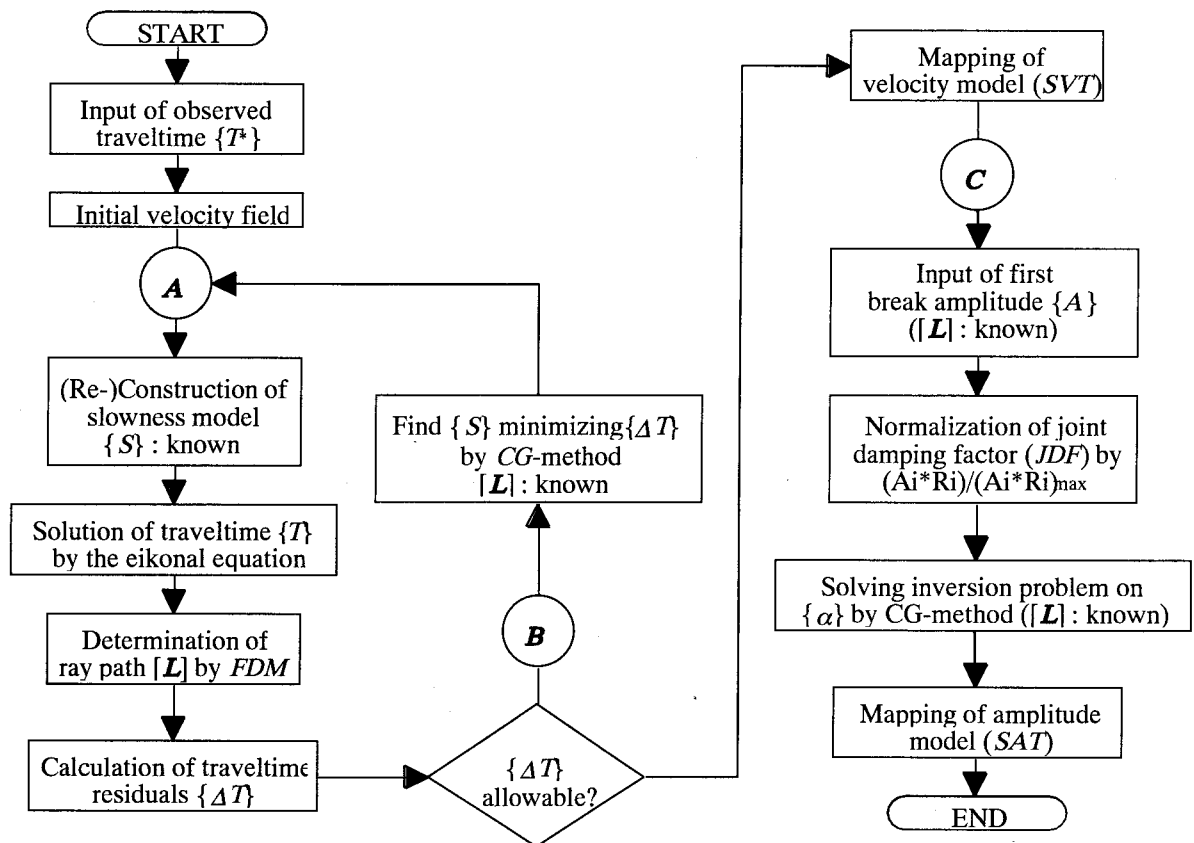 START
Input of observed
traveltime {T*}
Initial velocity field
A
(Re-)Construction of
slowness model
{S} : known
Solution of traveltime {T}
by the eikonal equation
Determination of
ray path ⌈L⌉ by FDM
Calculation of traveltime
residuals {ΔT}
{ΔT}
allowable?
B
Find {S} minimizing{ΔT}
by CG-method
⌈L⌉ : known
Mapping of
velocity model (SVT)
C
Input of first
break amplitude {A}
(⌈L⌉ : known)
Normalization of joint
damping factor (JDF) by
(Ai*Ri)/(Ai*Ri)max
Solving inversion problem on
{α} by CG-method (⌈L⌉ : known)
Mapping of amplitude
model (SAT)
END